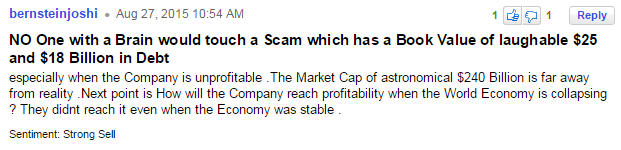 bernsteinjoshi • Aug 27, 2015 10:54 AM 1 1 Reply
NO One with a Brain would touch a Scam which has a Book Value of laughable $25
and $18 Billion in Debt
especially when the Company is unprofitable .The Market Cap of astromical $240 Billion is far away
from reality .Next point is How will the Company reach profitability when the World Economy is collapsing
? They didnt reach it even when the Economy was stable .
Sentiment: Strong Sell